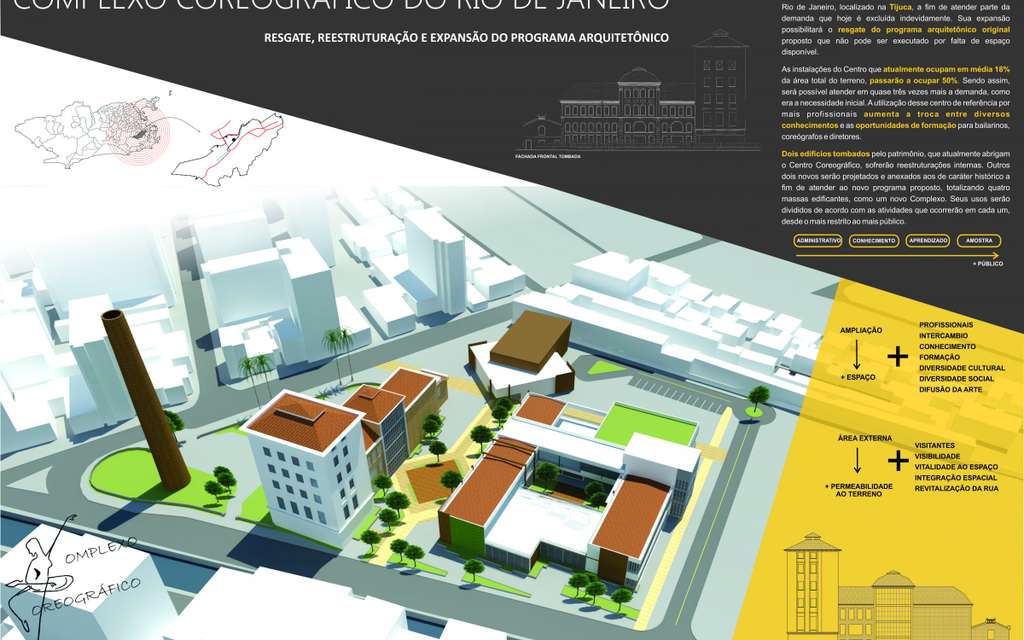 COMPLEXO COREOGRÁFICO DO RIO DE JANEIRO
RESGATE, REESTRUTURAÇÃO E EXPANSÃO DO PROGRAMA ARQUITETÔNICO
FACHADA FRONTAL TOMBADA
Rio de Janeiro, localizado na Tijuca, a fim de atender parte da
demanda que hoje é excluída indevidamente. Sua expansão
possibilitará o resgate do programa arquitetônico original
proposto que não pode ser executado por falta de espaço
disponível.
As instalações do Centro que atualmente ocupam em média 18%
da área total do terreno, passarão a ocupar 50%. Sendo assim,
será possível atender em quase três vezes mais a demanda, como
era a necessidade inicial. A utilização desse centro de referência por
mais profissionais aumenta a troca entre diversos
conhecimentos e as oportunidades de formação para bailarinos,
coreógrafos e diretores.
Dois edifícios tombados pelo patrimônio, que atualmente abrigam
o Centro Coreográfico, sofrerão reestruturações internas. Outros
dois novos serão projetados e anexados aos de caráter histórico a
fim de atender ao novo programa proposto, totalizando quatro
massas edificantes, como um novo Complexo. Seus usos serão
divididos de acordo com as atividades que ocorrerão em cada um,
desde o mais restrito ao mais público.
ADMINISTRATIVO CONHECIMENTO APRENDIZADO AMOSTRA
+ PÚBLICO
AMPLIAÇÃO
+ ESPAÇO
+
PROFISSIONAIS
INTERCAMBIO
CONHECIMENTO
FORMAÇÃO
DIVERSIDADE CULTURAL
DIVERSIDADE SOCIAL
DIFUSÃO DA ARTE
ÁREA EXTERNA
+ PERMEABILIDADE
AO TERRENO
+
VISITANTES
VISIBILIDADE
VITALIDADE AO ESPAÇO
INTEGRAÇÃO ESPACIAL
REVITALIZAÇÃO DA RUA
COMPLEXO
COREOGRÁFICO